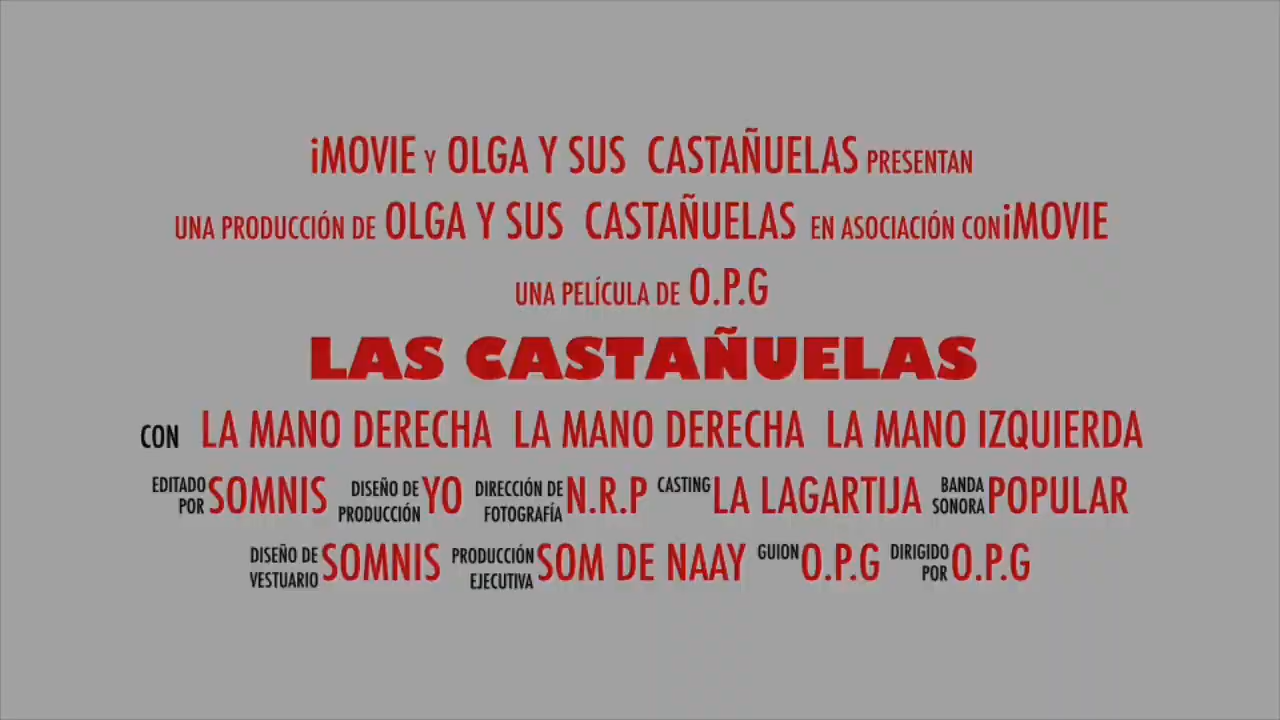 iMOVIE Y OLGA Y SUS CASTAÑUELAS PRESENTAN
UNA PRODUCCIÓN DE OLGA Y SUS CASTAÑUELAS EN ASOCIACIÓN CON iMOVIE
UNA PELÍCULA DE O.P.G
LAS CASTAÑUELAS
CON LA MANO DERECHA LA MANO DERECHA LA MANO IZQUIERDA
EDITADO POR SOMNIS DISEÑO DE PRODUCCIÓN YO DIRECCIÓN DE FOTOGRAFÍA N.R.P CASTING LA LAGARTIJA BANDA SONORA POPULAR
DISEÑO DE VESTUARIO SOMNIS PRODUCCIÓN EJECUTIVA SOM DE NAAY GUION O.P.G DIRIGIDO POR O.P.G